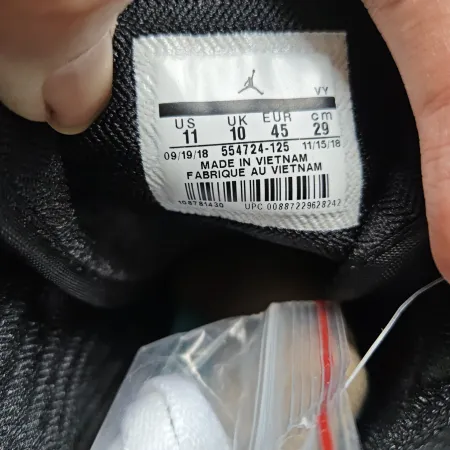 VY
US UK EUR cm
11 10 45 29
09/19/18 554724-125 11/15/18
MADE IN VIETNAM
FABRIQUE AU VIETNAM
108781430 UPC 00887229628242